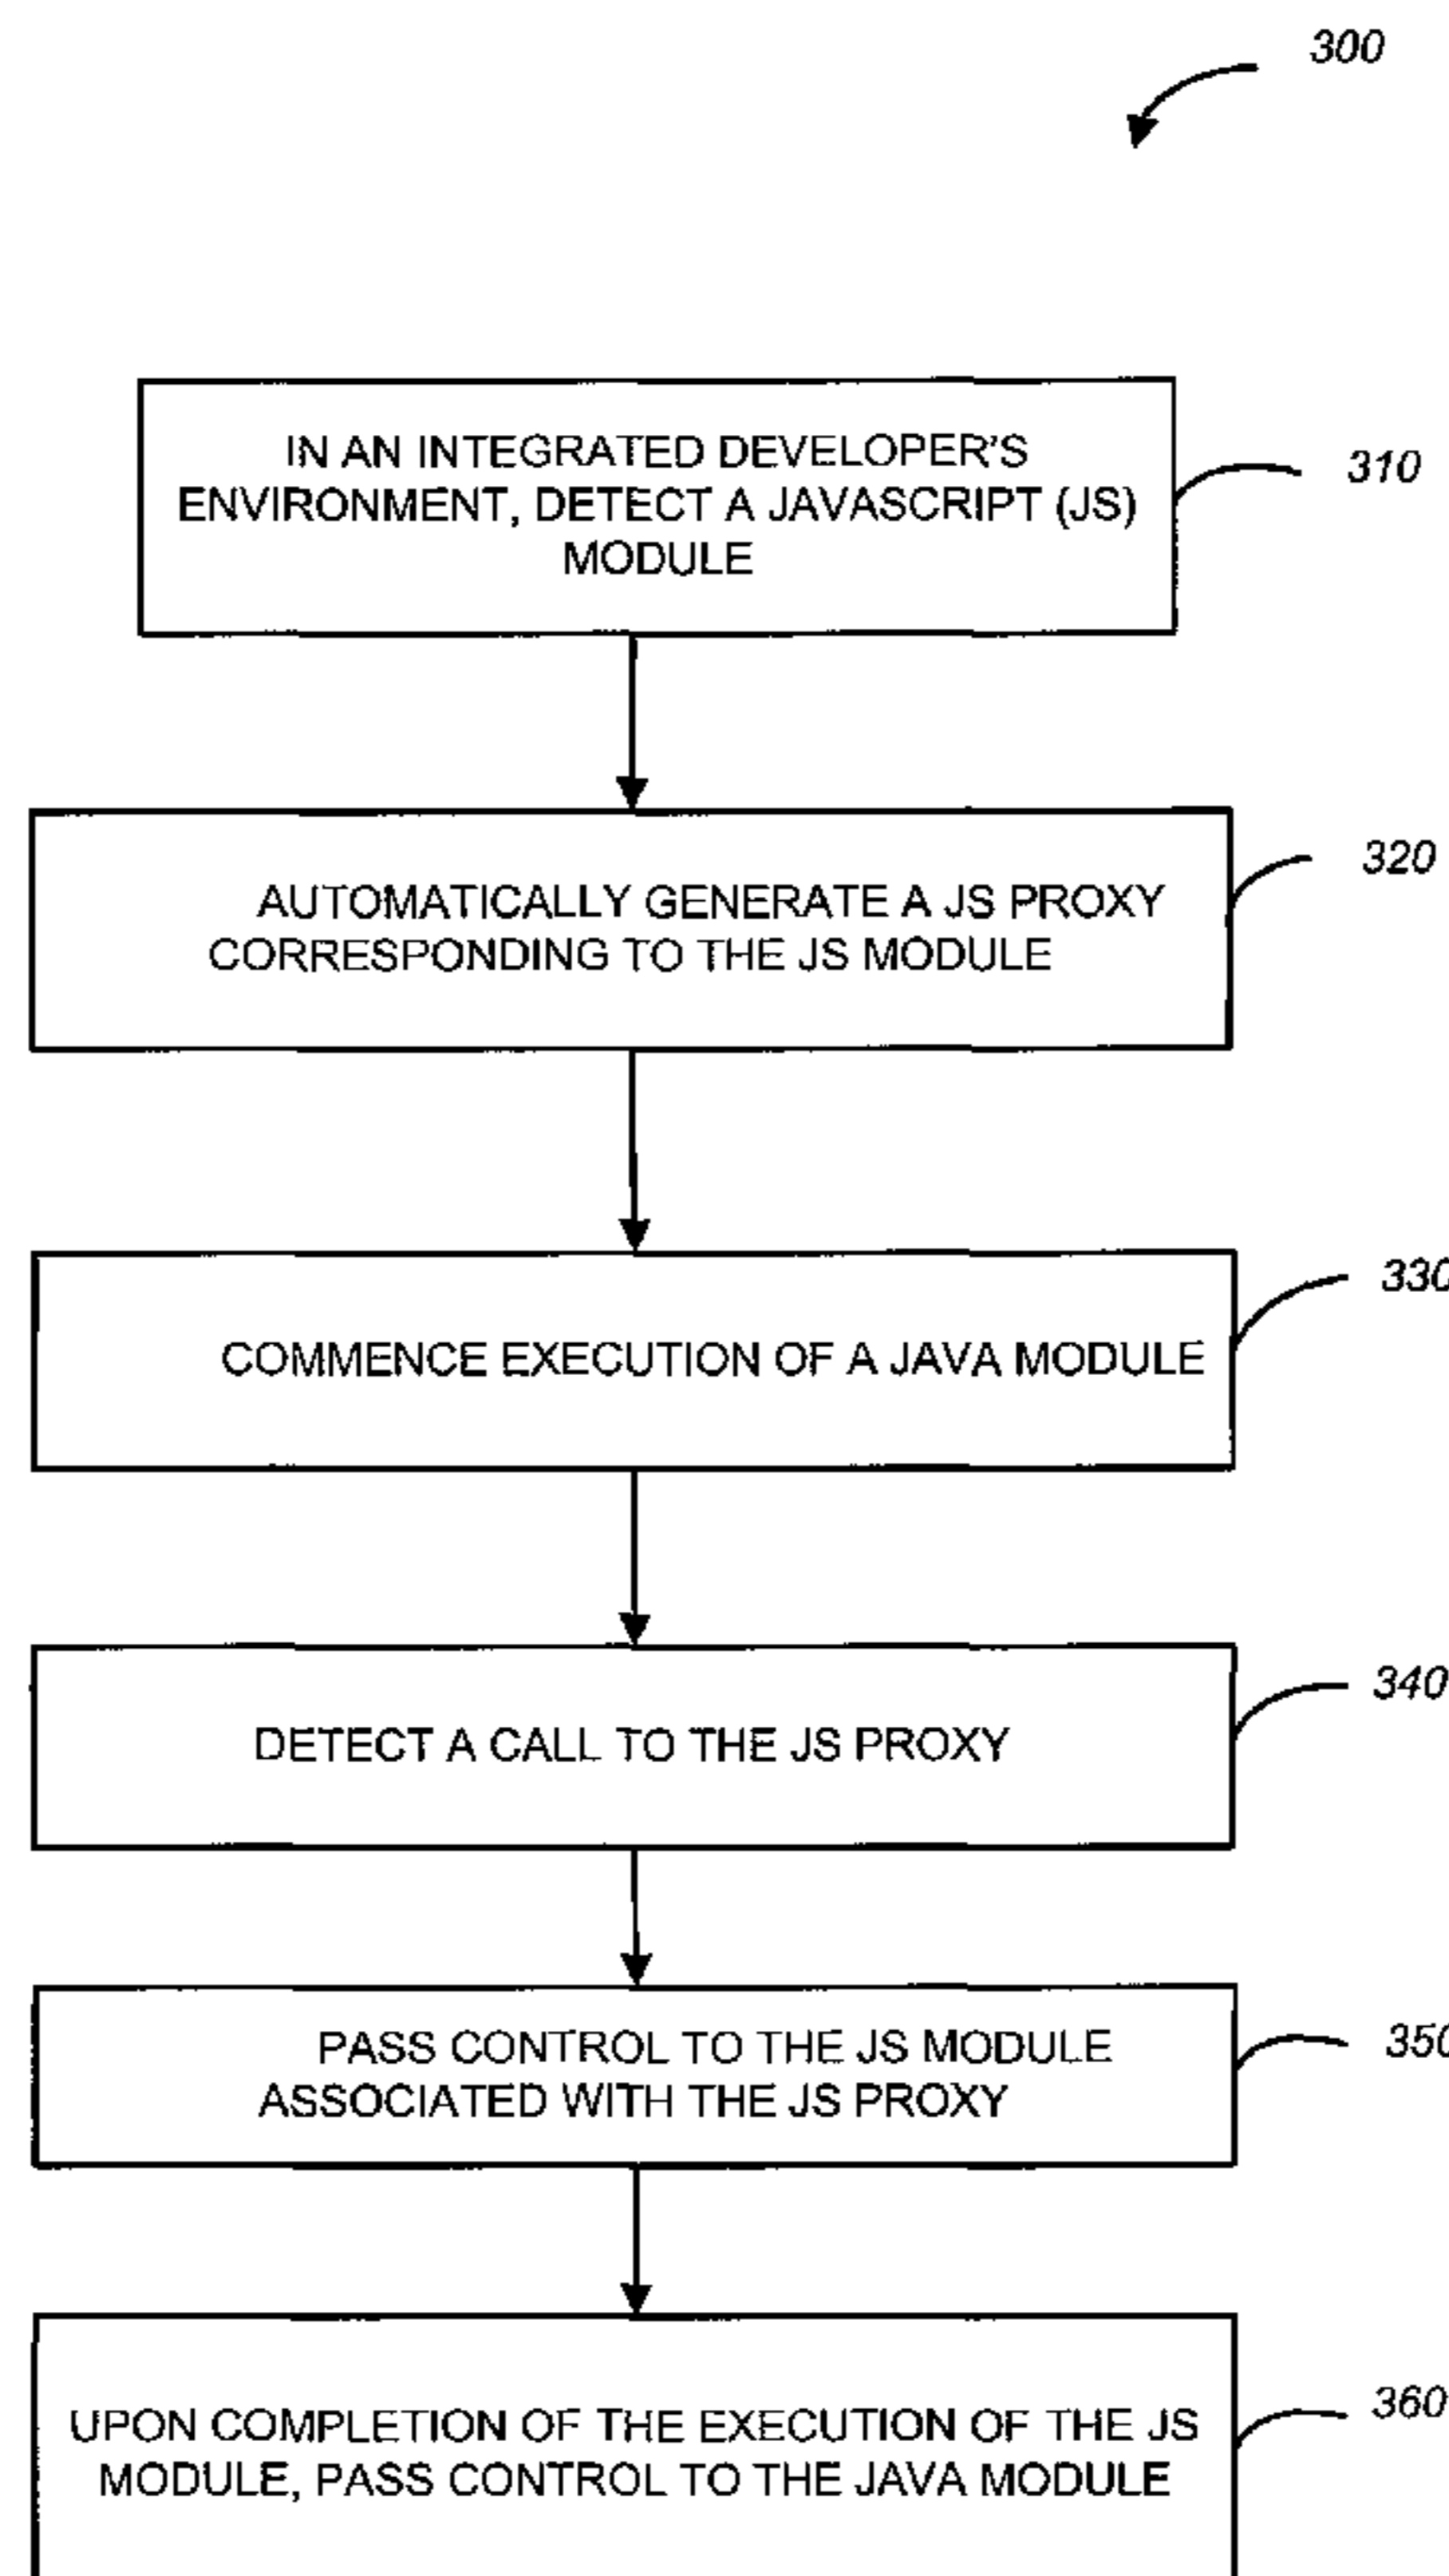 300
IN AN INTEGRATED DEVELOPER'S
ENVIRONMENT, DETECT A JAVASCRIPT (JS)
MODULE
310
AUTOMATICALLY GENERATE A JS PROXY
CORRESPONDING TO THE JS MODULE
320
COMMENCE EXECUTION OF A JAVA MODULE
330
DETECT A CALL TO THE JS PROXY
340
PASS CONTROL TO THE JS MODULE
ASSOCIATED WITH THE JS PROXY
350
UPON COMPLETION OF THE EXECUTION OF THE JS
MODULE, PASS CONTROL TO THE JAVA MODULE
360